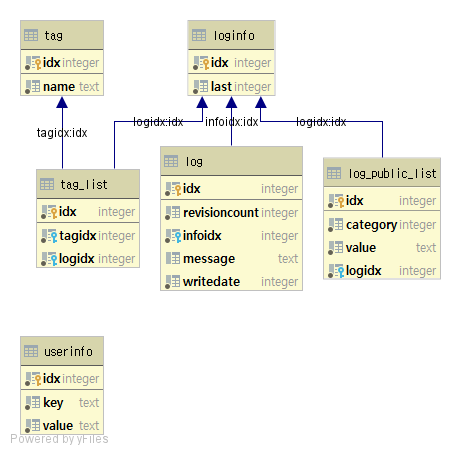 tag
idx integer
name text
loginfo
idx integer
last integer
tagidx:idx
logidx:idx
infoidx:idx
logidx:idx
tag_list
idx integer
tagidx integer
logidx integer
log
idx integer
revisioncount integer
infoidx integer
message text
writedate integer
log_public_list
idx integer
category integer
value text
logidx integer
userinfo
idx integer
key text
value text
Powered by yFiles